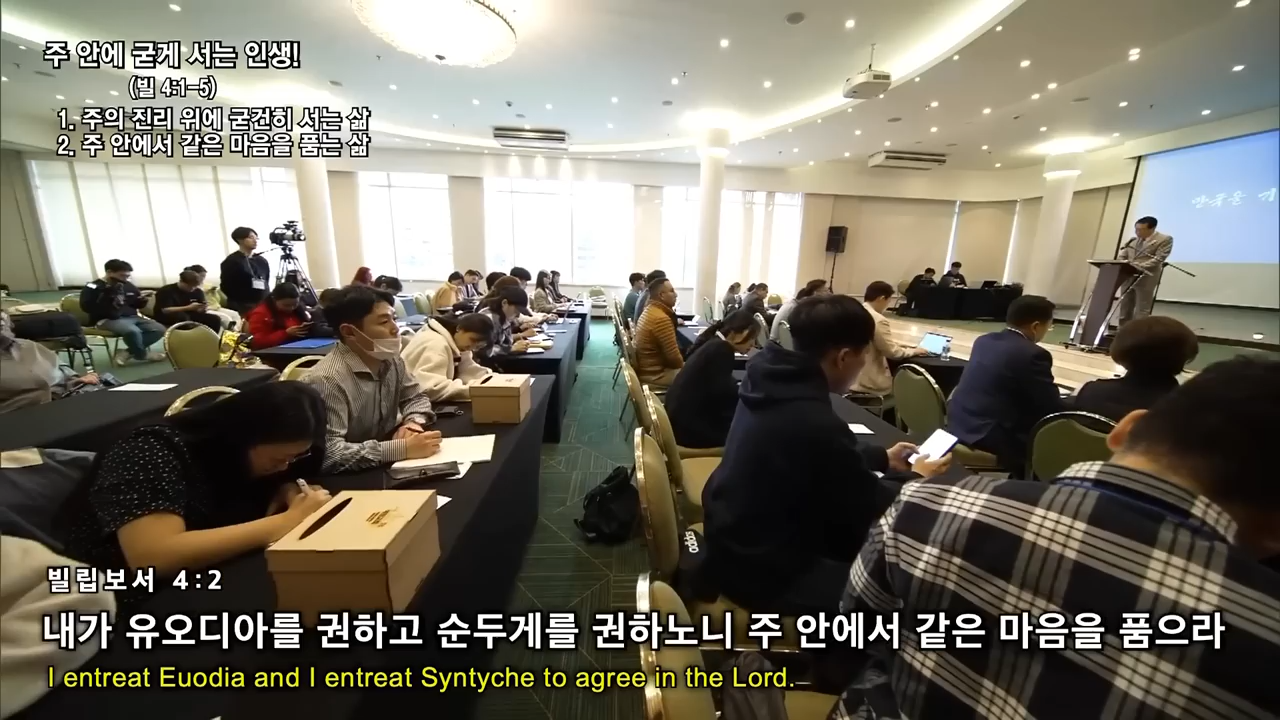 주 안에 굳게 서는 인생!
(빌 4:1-5)
1. 주의 진리 위에 굳건히 서는 삶
2. 주 안에서 같은 마음을 품는 삶
만국을
odds
빌립보서 4:2
내가 유오디아를 권하고 순두게를 권하노니 주 안에서 같은 마음을 품으라
I entreat Euodia and I entreat Syntyche to agree in the Lord.